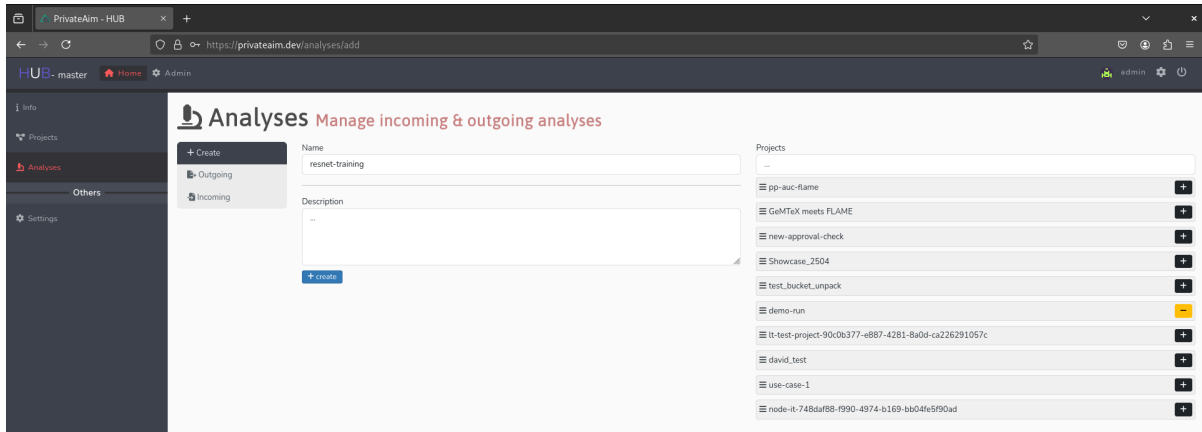 PrivateAim - HUB
https://privateaim.dev/analyses/add
HUB- master Home Admin
admin
Info
Projects
Analyses
Others
Settings
Analyses Manage incoming & outgoing analyses
+ Create
Outgoing
Incoming
Name
resnet-training
Description
...
+ create
Projects
...
pp-auc-flame
GeMTeX meets FLAME
new-approval-check
Showcase_2504
test_bucket_unpack
demo-run
lt-test-project-90c0b377-e887-4281-8a0d-ca226291057c
david_test
use-case-1
node-it-748daf88-f990-4974-b169-bb04fe5f90ad